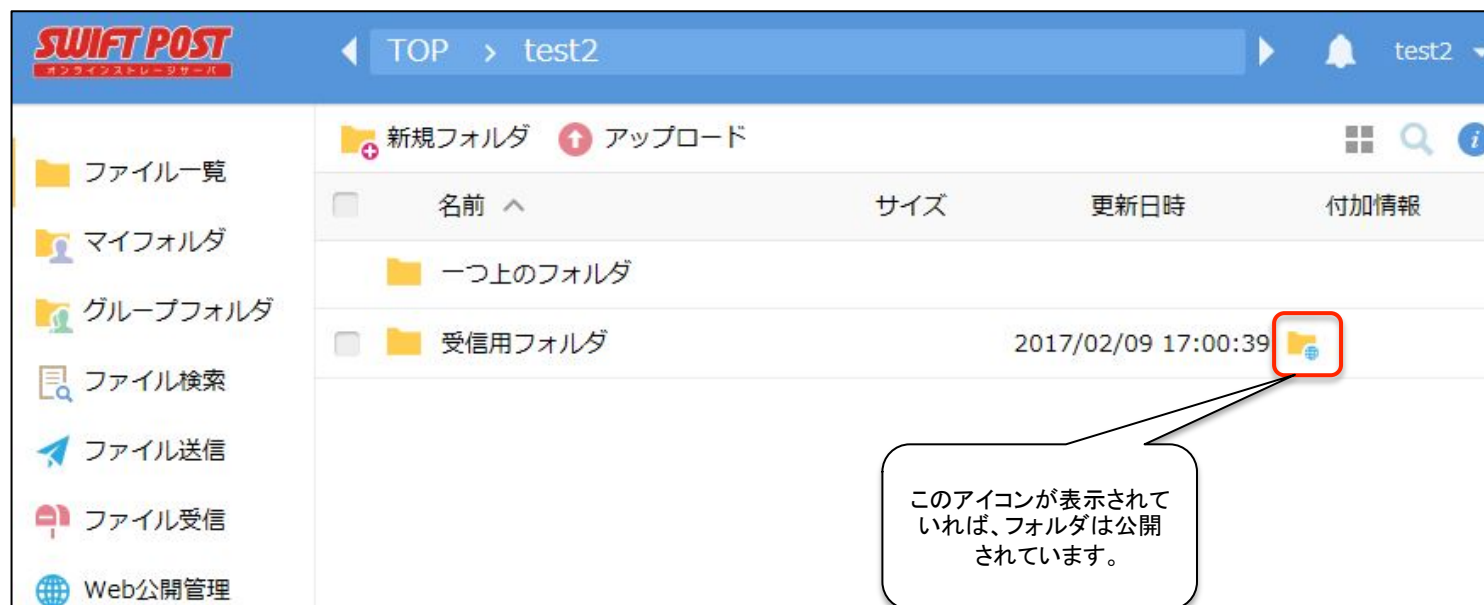 SWIFT POST
オンラインストレージサーバ
TOP > test2
test2
新規フォルダ アップロード
ファイル一覧
マイフォルダ
グループフォルダ
ファイル検索
ファイル送信
ファイル受信
Web公開管理
名前 サイズ 更新日時 付加情報
一つ上のフォルダ
受信用フォルダ 2017/02/09 17:00:39
このアイコンが表示されて
いれば、フォルダは公開
されています。